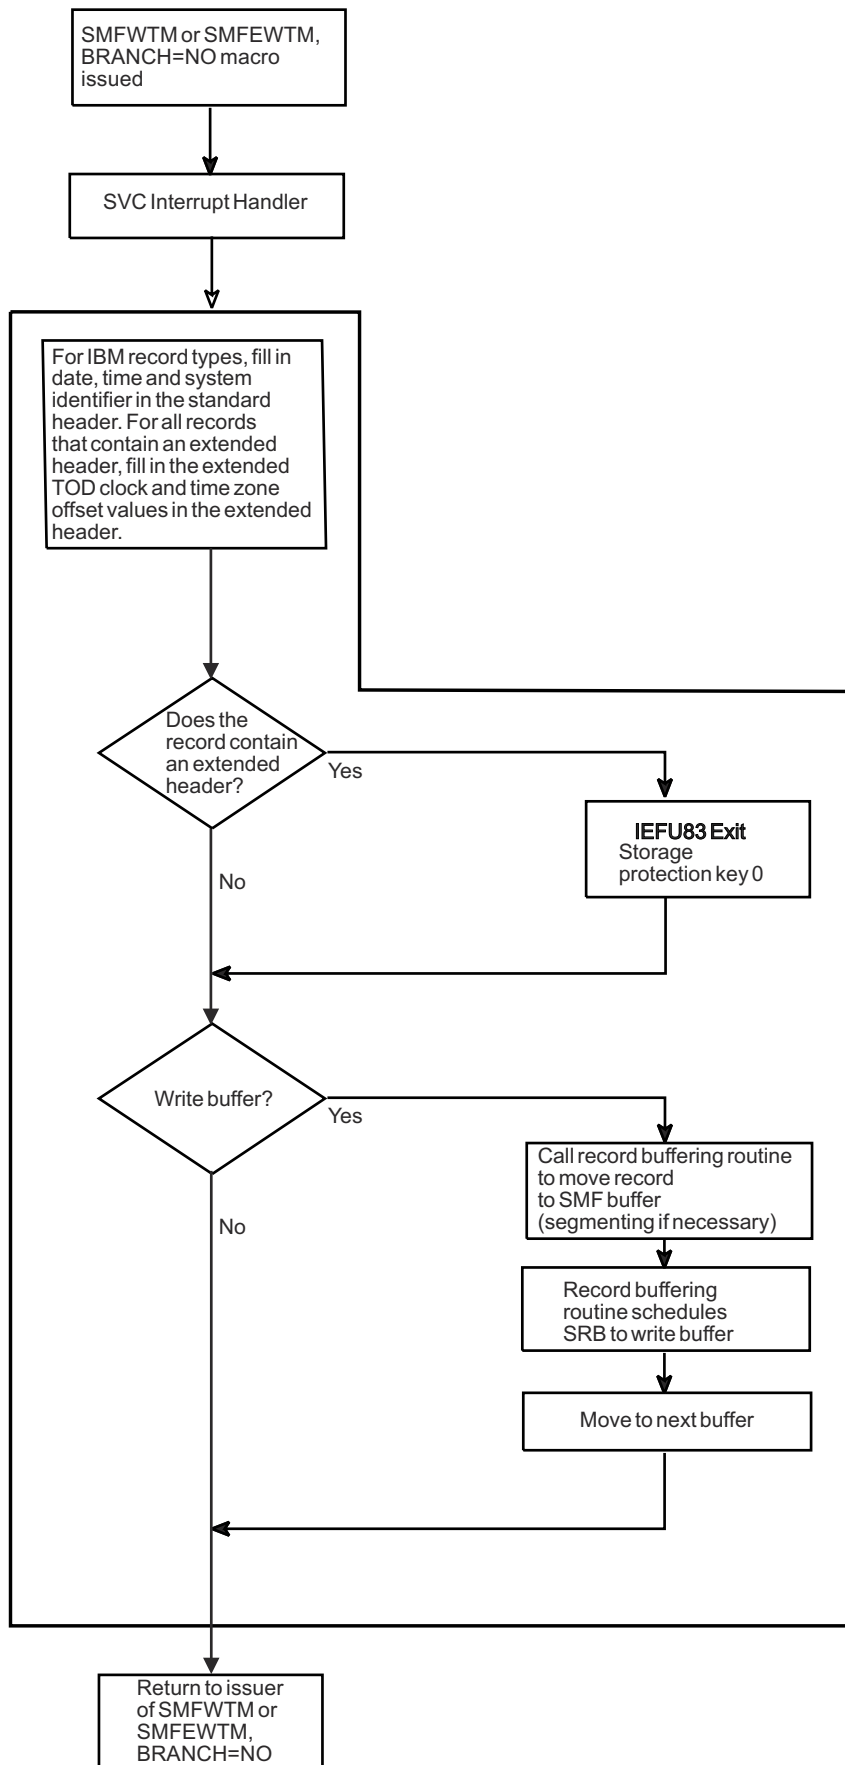 SMFWTM or SMFEWTM,
BRANCH=NO macro
issued
SVC Interrupt Handler
For IBM record types, fill in
date, time and system
identifier in the standard
header. For all records
that contain an extended
header, fill in the extended
TOD clock and time zone
offset values in the extended
header.
Does the
record contain
an extended
header?
Yes
IEFU83 Exit
Storage
protection key 0
No
Write buffer?
Yes
Call record buffering routine
to move record
to SMF buffer
(segmenting if necessary)
No
Record buffering
routine schedules
SRB to write buffer
Move to next buffer
Return to issuer
of SMFWTM or
SMFEWTM,
BRANCH=NO